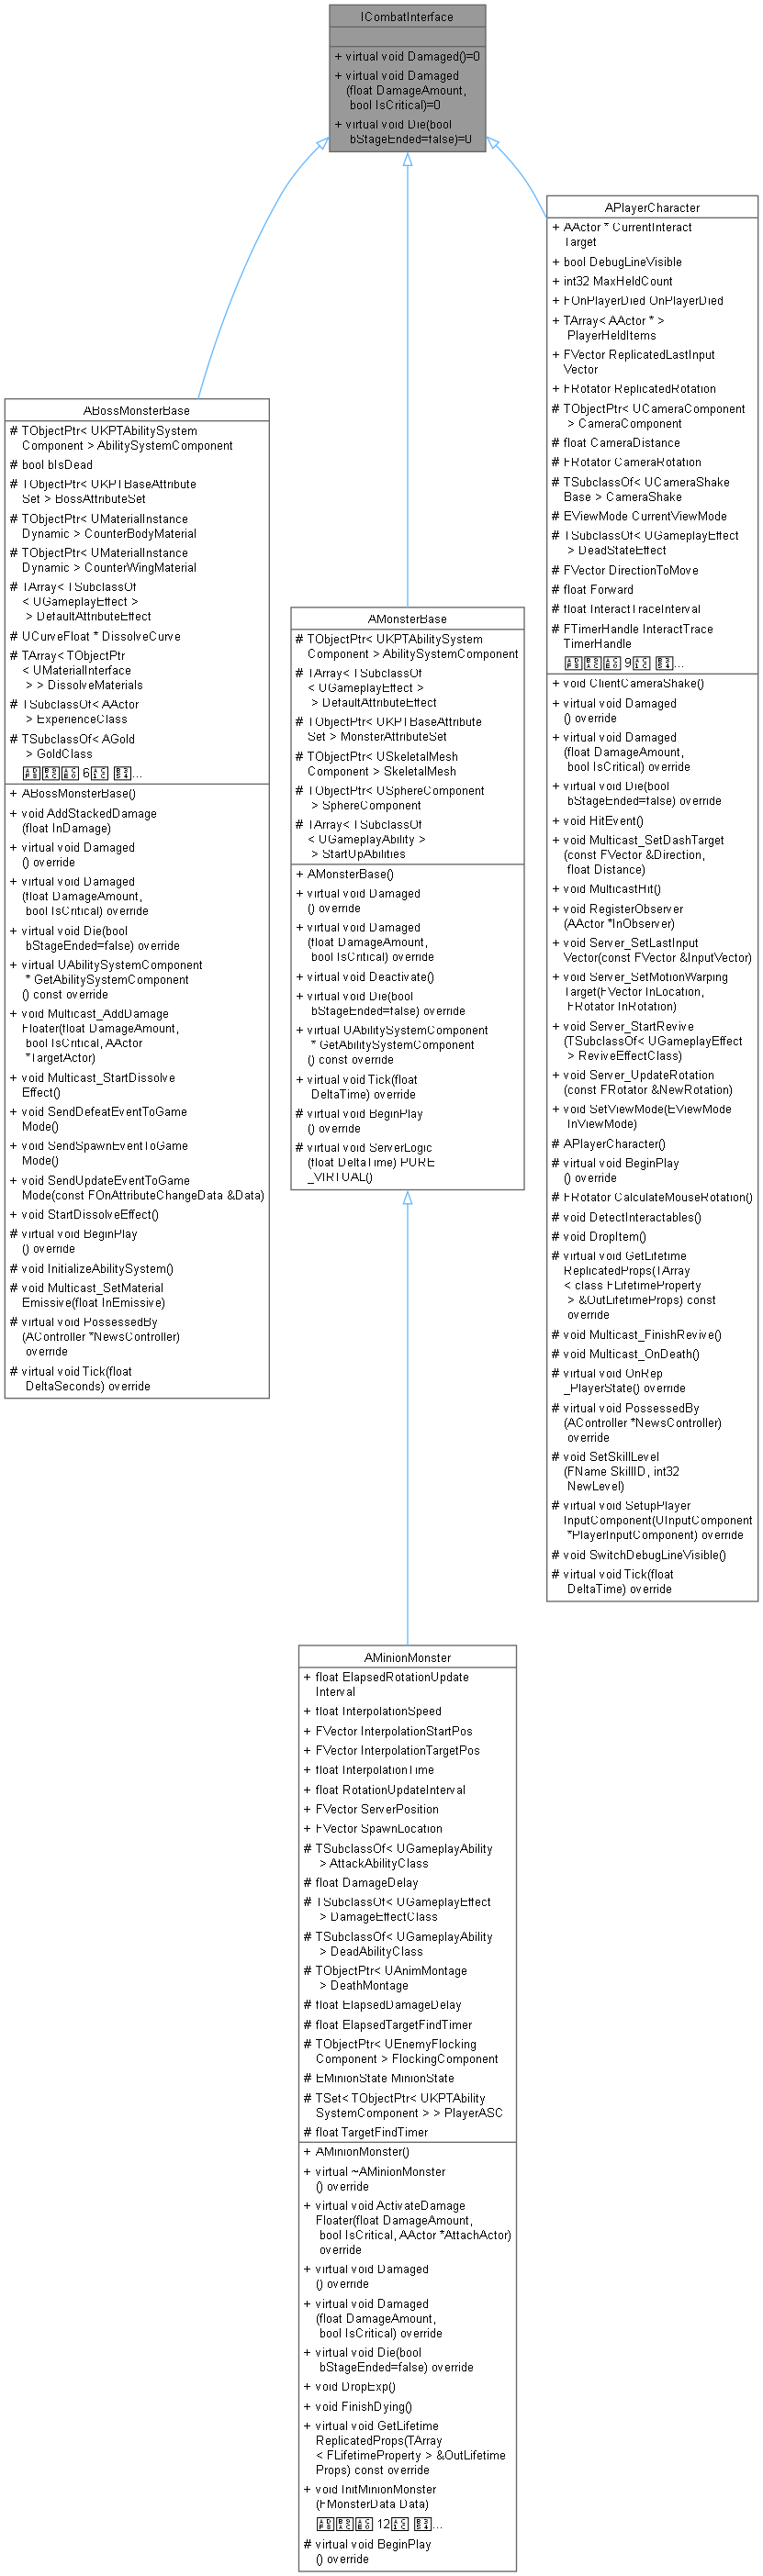 ICombatInterface
+ virtual void Damaged()=0
+ virtual void Damaged
(float DamageAmount,
bool IsCritical)=0
+ virtual void Die(bool
bStageEnded=false)=0
ABossMonsterBase
# TObjectPtr< UKPTAbilitySystem
Component > AbilitySystemComponent
# bool bIsDead
# TObjectPtr< UKPTBaseAttribute
Set > BossAttributeSet
# TObjectPtr< UMaterialInstance
Dynamic > CounterBodyMaterial
# TObjectPtr< UMaterialInstance
Dynamic > CounterWingMaterial
# TArray< TSubclassOf
< UGameplayEffect >
> DefaultAttributeEffect
# UCurveFloat * DissolveCurve
# TArray< TObjectPtr
< UMaterialInterface
> > DissolveMaterials
# TSubclassOf< AActor
> ExperienceClass
# TSubclassOf< AGold
> GoldClass
6 ...
+ ABossMonsterBase()
+ void AddStackedDamage
(float InDamage)
+ virtual void Damaged
() override
+ virtual void Damaged
(float DamageAmount,
bool IsCritical) override
+ virtual void Die(bool
bStageEnded=false) override
+ virtual UAbilitySystemComponent
* GetAbilitySystemComponent
() const override
+ void Multicast_AddDamage
Floater(float DamageAmount,
bool IsCritical, AActor
*TargetActor)
+ void Multicast_StartDissolve
Effect()
+ void SendDefeatEventToGame
Mode()
+ void SendSpawnEventToGame
Mode()
+ void SendUpdateEventToGame
Mode(const FOnAttributeChangeData &Data)
+ void StartDissolveEffect()
# virtual void BeginPlay
() override
# void InitializeAbilitySystem()
# void Multicast_SetMaterial
Emissive(float InEmissive)
# virtual void PossessedBy
(AController *NewsController)
override
# virtual void Tick(float
DeltaSeconds) override
AMonsterBase
# TObjectPtr< UKPTAbilitySystem
Component > AbilitySystemComponent
# TArray< TSubclassOf
< UGameplayEffect >
> DefaultAttributeEffect
# TObjectPtr< UKPTBaseAttribute
Set > MonsterAttributeSet
# TObjectPtr< USkeletalMesh
Component > SkeletalMesh
# TObjectPtr< USphereComponent
> SphereComponent
# TArray< TSubclassOf
< UGameplayAbility >
> StartUpAbilities
+ AMonsterBase()
+ virtual void Damaged
() override
+ virtual void Damaged
(float DamageAmount,
bool IsCritical) override
+ virtual void Deactivate()
+ virtual void Die(bool
bStageEnded=false) override
+ virtual UAbilitySystemComponent
* GetAbilitySystemComponent
() const override
+ virtual void Tick(float
DeltaTime) override
# virtual void BeginPlay
() override
# virtual void ServerLogic
(float DeltaTime) PURE
_VIRTUAL()
APlayerCharacter
+ AActor * CurrentInteract
Target
+ bool DebugLineVisible
+ int32 MaxHeldCount
+ FOnPlayerDied OnPlayerDied
+ TArray< AActor * >
PlayerHeldItems
+ FVector ReplicatedLastInput
Vector
+ FRotator ReplicatedRotation
# TObjectPtr< UCameraComponent
> CameraComponent
# float CameraDistance
# FRotator CameraRotation
# TSubclassOf< UCameraShake
Base > CameraShake
# EViewMode CurrentViewMode
# TSubclassOf< UGameplayEffect
> DeadStateEffect
# FVector DirectionToMove
# float Forward
# float InteractTraceInterval
# FTimerHandle InteractTrace
TimerHandle
9 ...
+ void ClientCameraShake()
+ virtual void Damaged
() override
+ virtual void Damaged
(float DamageAmount,
bool IsCritical) override
+ virtual void Die(bool
bStageEnded=false) override
+ void HitEvent()
+ void Multicast_SetDashTarget
(const FVector &Direction,
float Distance)
+ void MulticastHit()
+ void RegisterObserver
(AActor *InObserver)
+ void Server_SetLastInput
Vector(const FVector &InputVector)
+ void Server_SetMotionWarping
Target(FVector InLocation,
FRotator InRotation)
+ void Server_StartRevive
(TSubclassOf< UGameplayEffect
> ReviveEffectClass)
+ void Server_UpdateRotation
(const FRotator &NewRotation)
+ void SetViewMode(EViewMode
InViewMode)
# APlayerCharacter()
# virtual void BeginPlay
() override
# FRotator CalculateMouseRotation()
# void DetectInteractables()
# void DropItem()
# virtual void GetLifetime
ReplicatedProps(TArray
< class FLifetimeProperty
> &OutLifetimeProps) const
override
# void Multicast_FinishRevive()
# void Multicast_OnDeath()
# virtual void OnRep
_PlayerState() override
# virtual void PossessedBy
(AController *NewsController)
override
# void SetSkillLevel
(FName SkillID, int32
NewLevel)
# virtual void SetupPlayer
InputComponent(UInputComponent
*PlayerInputComponent) override
# void SwitchDebugLineVisible()
# virtual void Tick(float
DeltaTime) override
AMinionMonster
+ float ElapsedRotationUpdate
Interval
+ float InterpolationSpeed
+ FVector InterpolationStartPos
+ FVector InterpolationTargetPos
+ float InterpolationTime
+ float RotationUpdateInterval
+ FVector ServerPosition
+ FVector SpawnLocation
# TSubclassOf< UGameplayAbility
> AttackAbilityClass
# float DamageDelay
# TSubclassOf< UGameplayEffect
> DamageEffectClass
# TSubclassOf< UGameplayAbility
> DeadAbilityClass
# TObjectPtr< UAnimMontage
> DeathMontage
# float ElapsedDamageDelay
# float ElapsedTargetFindTimer
# TObjectPtr< UEnemyFlocking
Component > FlockingComponent
# EMinionState MinionState
# TSet< TObjectPtr< UKPTAbility
SystemComponent > > PlayerASC
# float TargetFindTimer
+ AMinionMonster()
+ virtual ~AMinionMonster
() override
+ virtual void ActivateDamage
Floater(float DamageAmount,
bool IsCritical, AActor *AttachActor)
override
+ virtual void Damaged
() override
+ virtual void Damaged
(float DamageAmount,
bool IsCritical) override
+ virtual void Die(bool
bStageEnded=false) override
+ void DropExp()
+ void FinishDying()
+ virtual void GetLifetime
ReplicatedProps(TArray
< FLifetimeProperty > &OutLifetime
Props) const override
+ void InitMinionMonster
(FMonsterData Data)
12 ...
# virtual void BeginPlay
() override